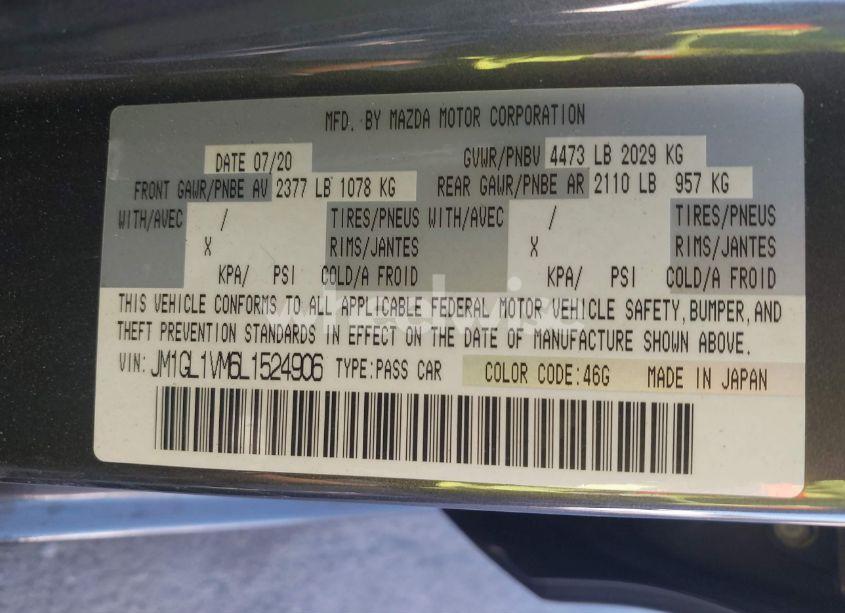 MFD. BY MAZDA MOTOR CORPORATION
DATE 07/20 GVWR/PNBV 4473 LB 2029 KG
FRONT GAWR/PNBE AV 2377 LB 1078 KG REAR GAWR/PNBE AR 2110 LB 957 KG
WITH/AVEC / TIRES/PNEUS WITH/AVEC / TIRES/PNEUS
X RIMS/JANTES X RIMS/JANTES
KPA/ PSI COLD/A FROID KPA/ PSI COLD/A FROID
THIS VEHICLE CONFORMS TO ALL APPLICABLE FEDERAL MOTOR VEHICLE SAFETY, BUMPER, AND
THEFT PREVENTION STANDARDS IN EFFECT ON THE DATE OF MANUFACTURE SHOWN ABOVE.
VIN: JM1GL1VM6L1524906 TYPE:PASS CAR COLOR CODE:46G MADE IN JAPAN